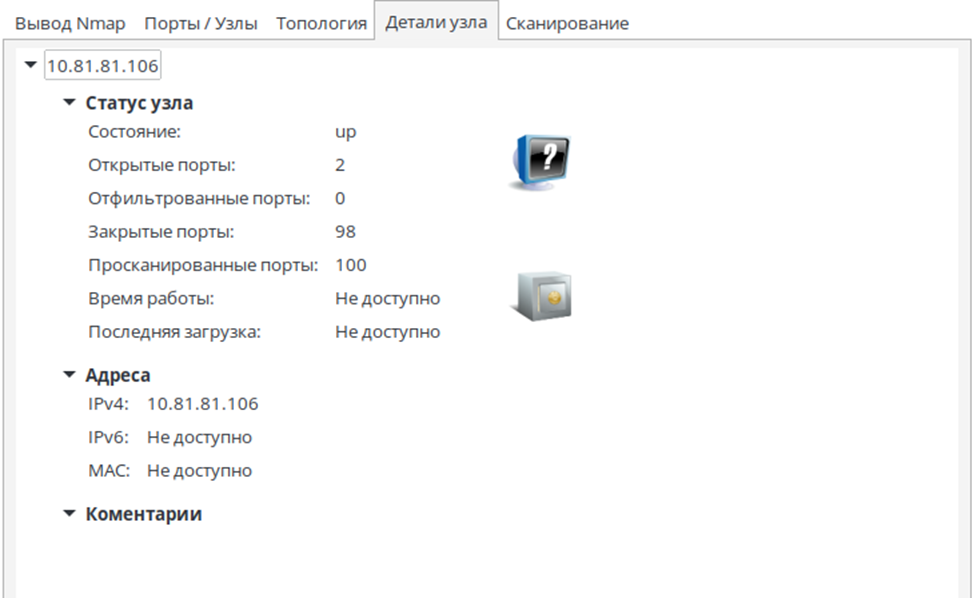 Вывод Nmap Порты / Узлы Топология Детали узла Сканирование
10.81.81.106
Статус узла
Состояние: up
Открытые порты: 2
Отфильтрованные порты: 0
Закрытые порты: 98
Просканированные порты: 100
Время работы: Не доступно
Последняя загрузка: Не доступно
Адреса
IPv4: 10.81.81.106
IPv6: Не доступно
MAC: Не доступно
Коментарии